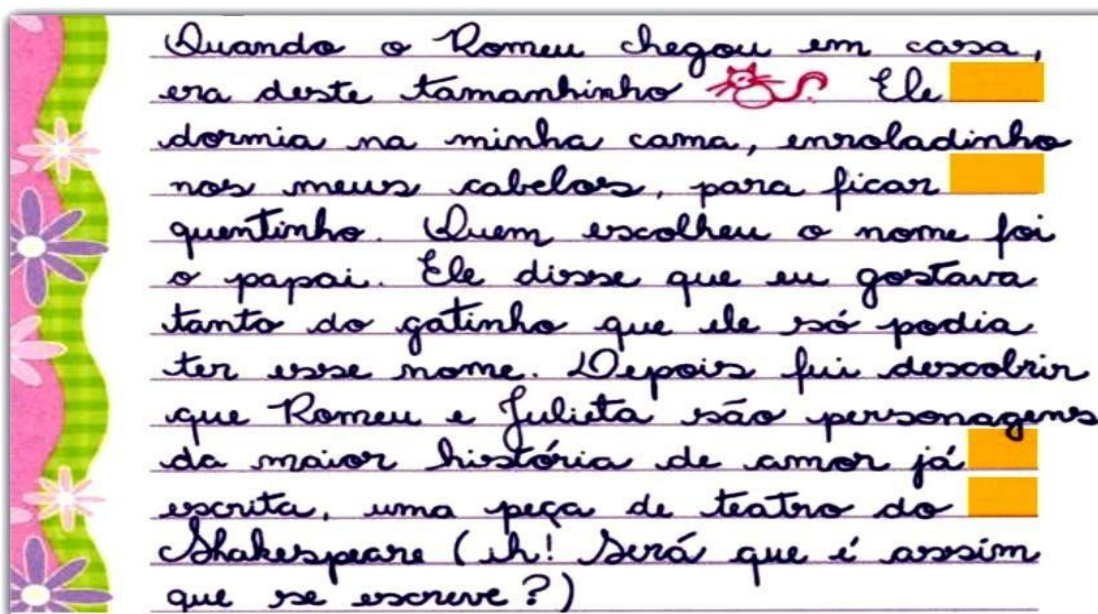 Quando o Romeu chegou em casa,
era deste tamanhinho Ele
dormia na minha cama, enroladinho
nos meus cabelos, para ficar
quentinho. Quem escolheu o nome foi
o papai. Ele disse que eu gostava
tanto do gatinho que ele só podia
ter esse nome. Depois fui descobrir
que Romeu e Julieta são personagens
da maior história de amor já
escrita, uma peça de teatro do
Shakespeare (ih! Será que é assim
que se escreve?)